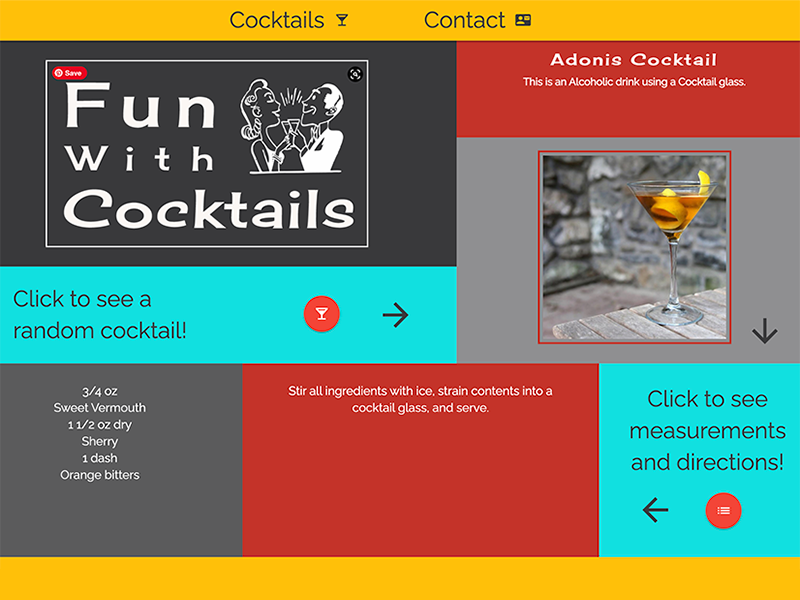 Cocktails
Contact
Save
Fun
With
Cocktails
Adonis Cocktail
This is an Alcoholic drink using a Cocktail glass.
Click to see a
random cocktail!
3/4 oz
Sweet Vermouth
1 1/2 oz dry
Sherry
1 dash
Orange bitters
Stir all ingredients with ice, strain contents into a
cocktail glass, and serve.
Click to see
measurements
and directions!